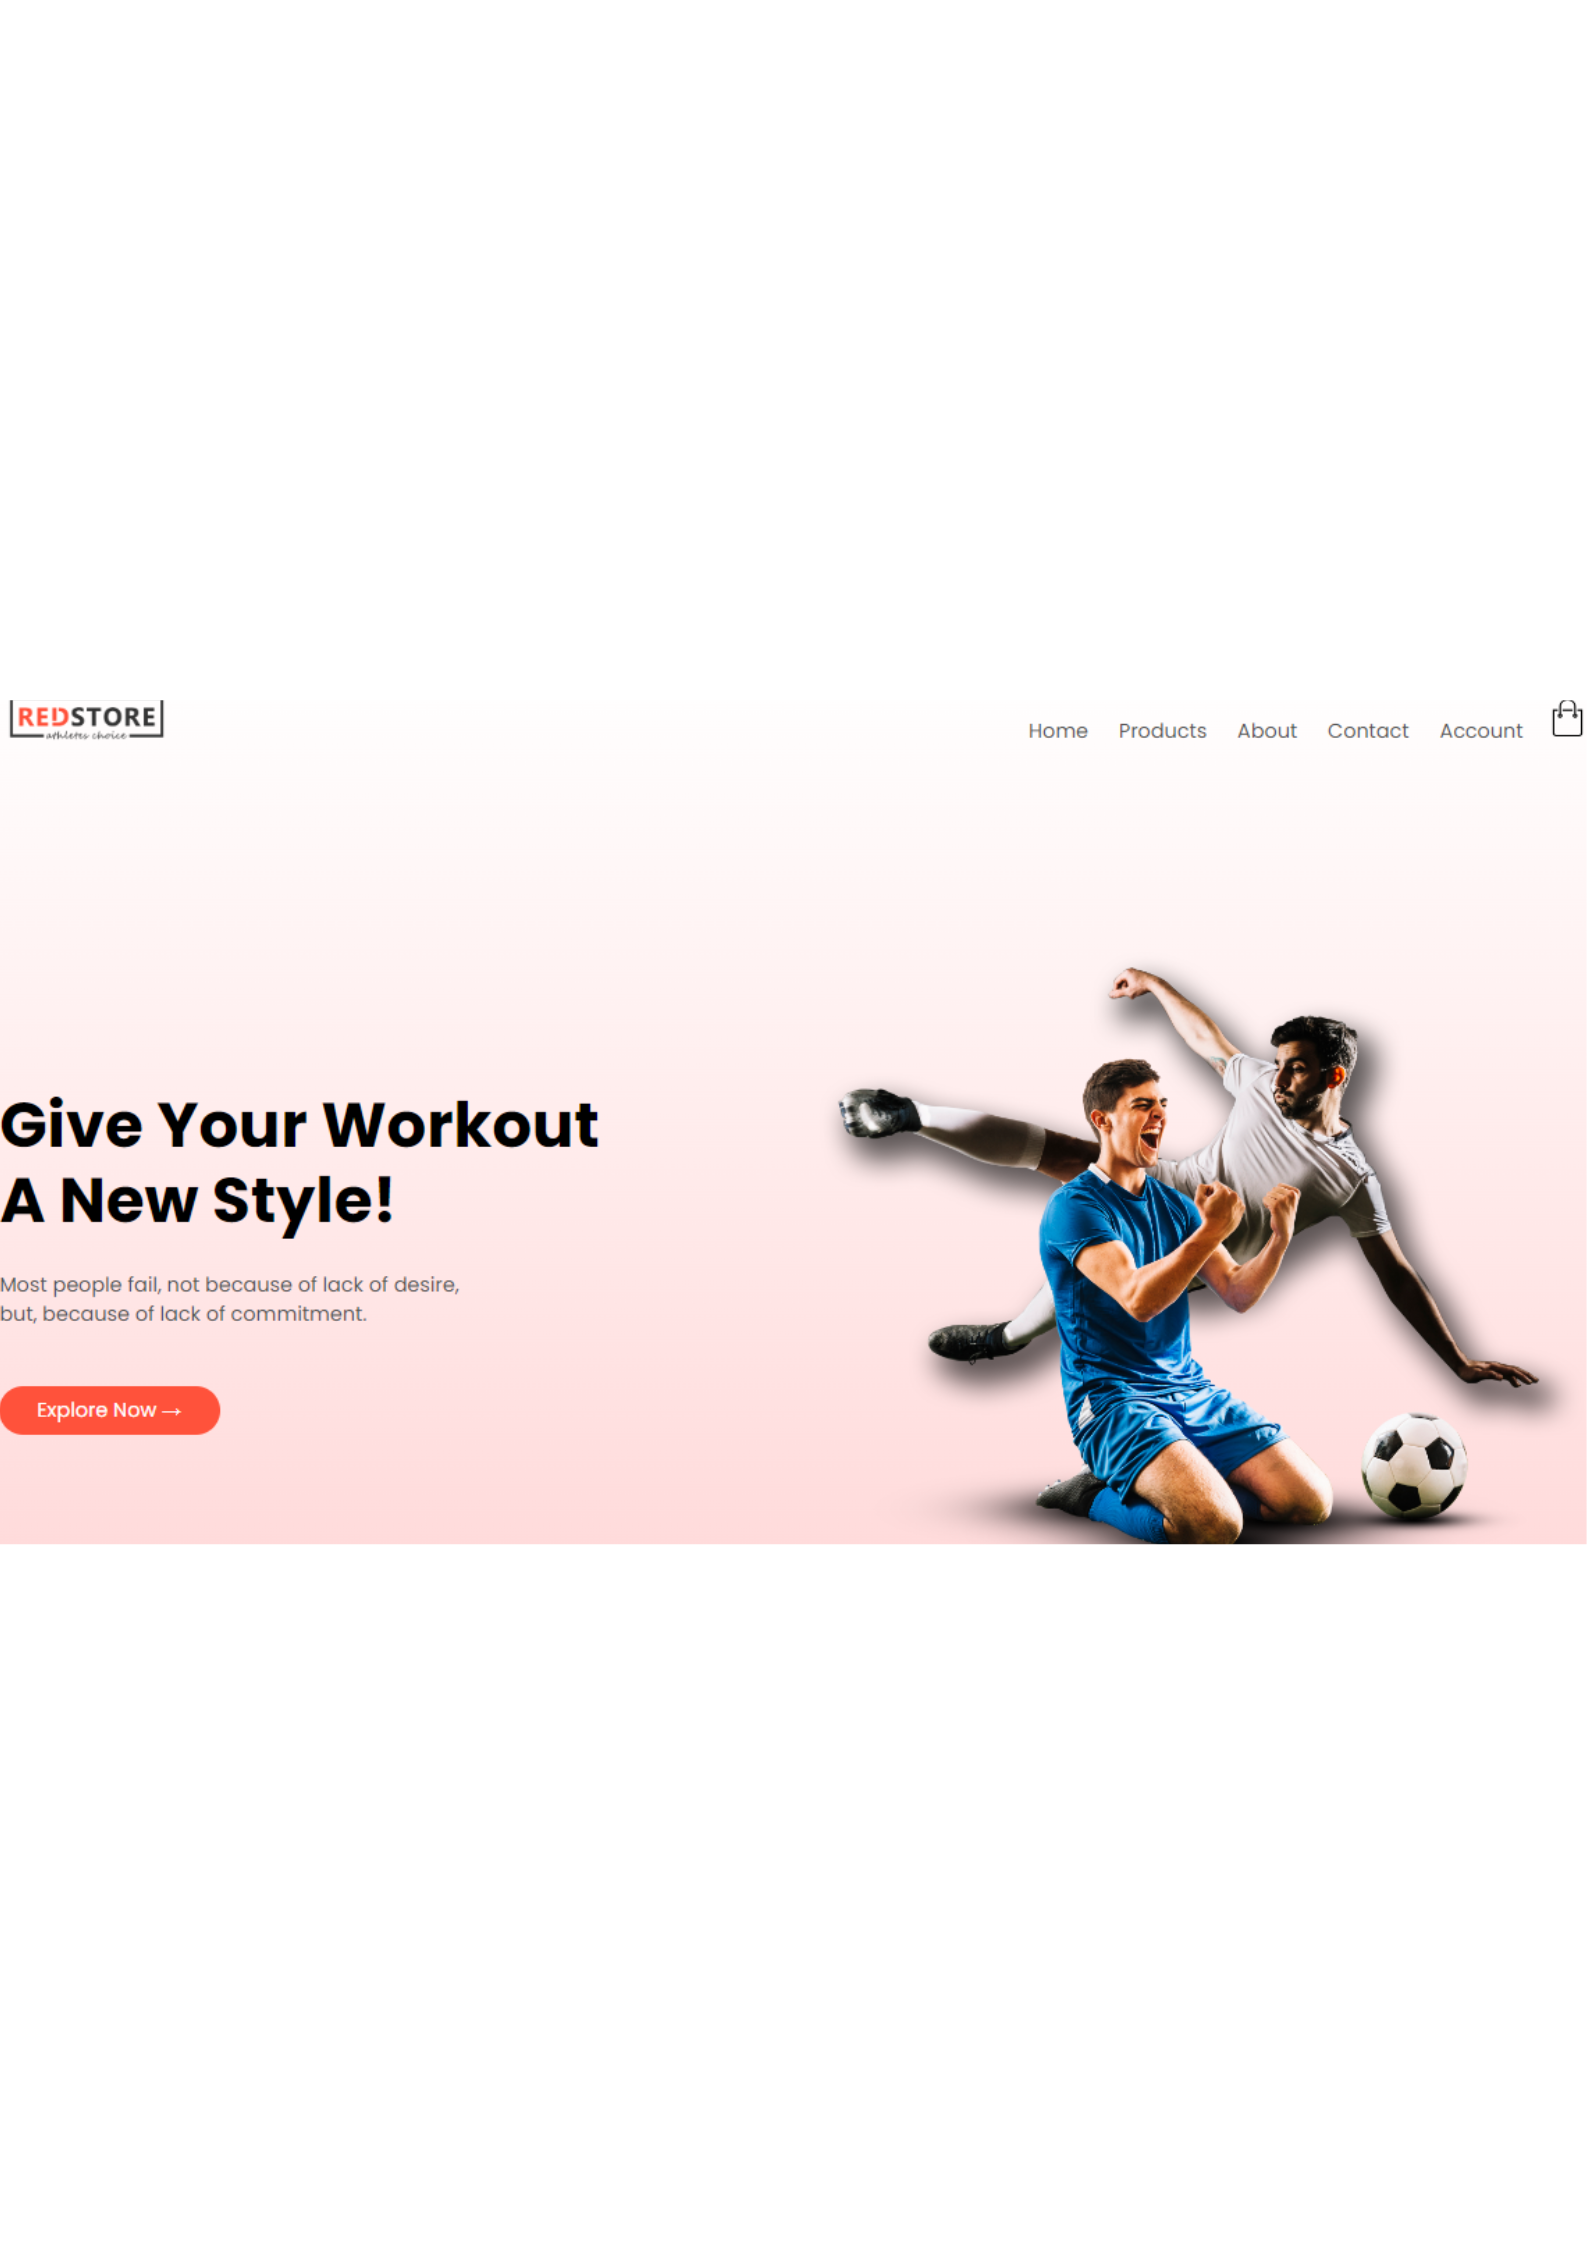 REDSTORE
athletes choice
Home Products About Contact Account
Give Your Workout
A New Style!
Most people fail, not because of lack of desire,
but, because of lack of commitment.
Explore Now →